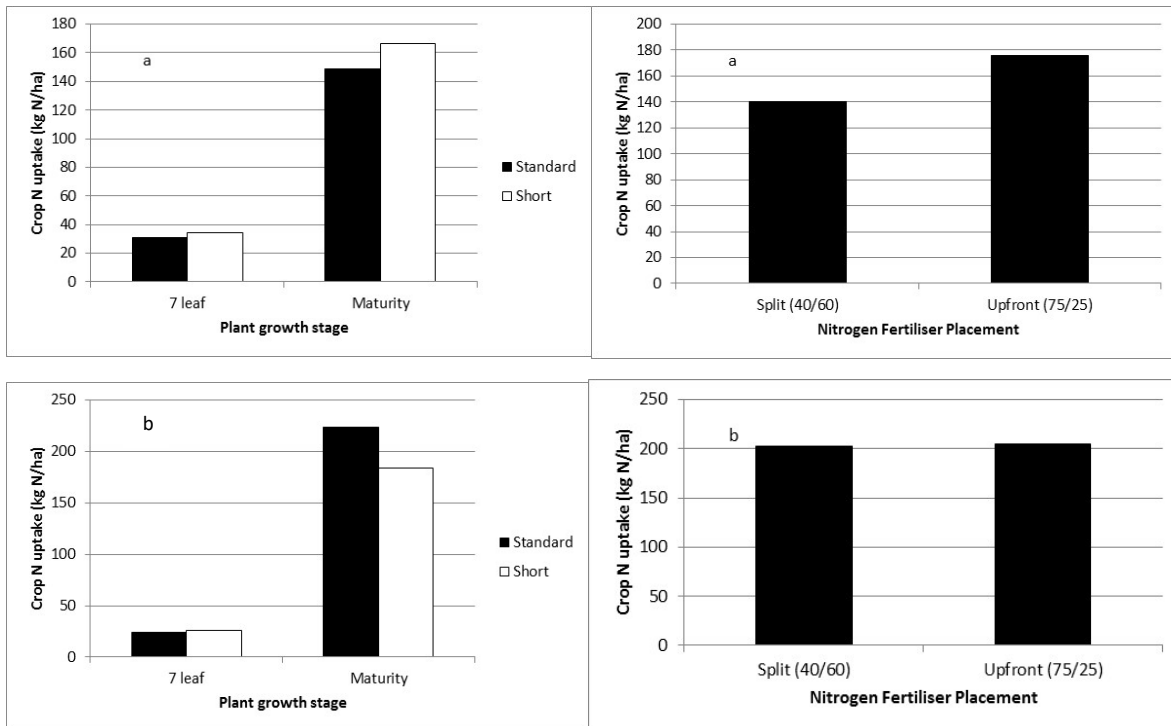 Crop N uptake (kg N/ha)
180
160
140
120
100
80
60
40
20
0
a
7 leaf
Maturity
Plant growth stage
Standard
Short
Crop N uptake (kg N/ha)
200
180
160
140
120
100
80
60
40
20
0
a
Split (40/60)
Upfront (75/25)
Nitrogen Fertiliser Placement
Crop N uptake (kg N/ha)
250
200
150
100
50
0
b
7 leaf
Maturity
Plant growth stage
Standard
Short
Crop N uptake (kg N/ha)
250
200
150
100
50
0
b
Split (40/60)
Upfront (75/25)
Nitrogen Fertiliser Placement